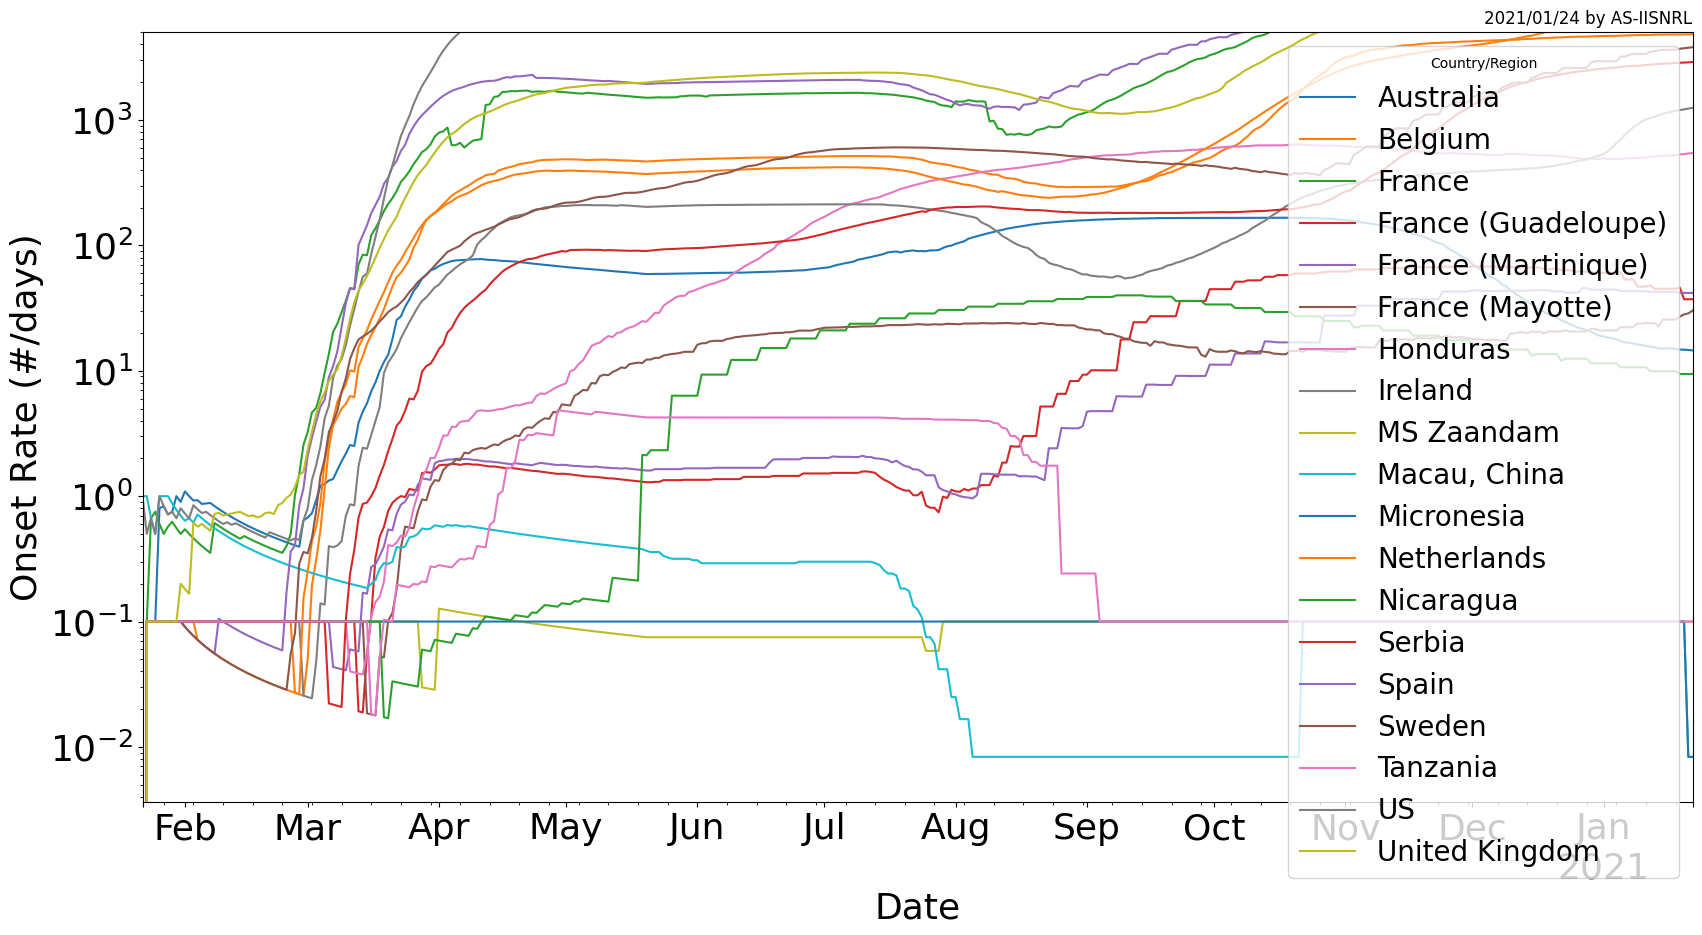 2021/01/24 by AS-IISNRL
Onset Rate (#/days)
10³
10²
10¹
10⁰
10⁻¹
10⁻²
Country/Region
Australia
Belgium
France
France (Guadeloupe)
France (Martinique)
France (Mayotte)
Honduras
Ireland
MS Zaandam
Macau, China
Micronesia
Netherlands
Nicaragua
Serbia
Spain
Sweden
Tanzania
US
United Kingdom
Feb Mar Apr May Jun Jul Aug Sep Oct Nov Dec Jan
2021
Date